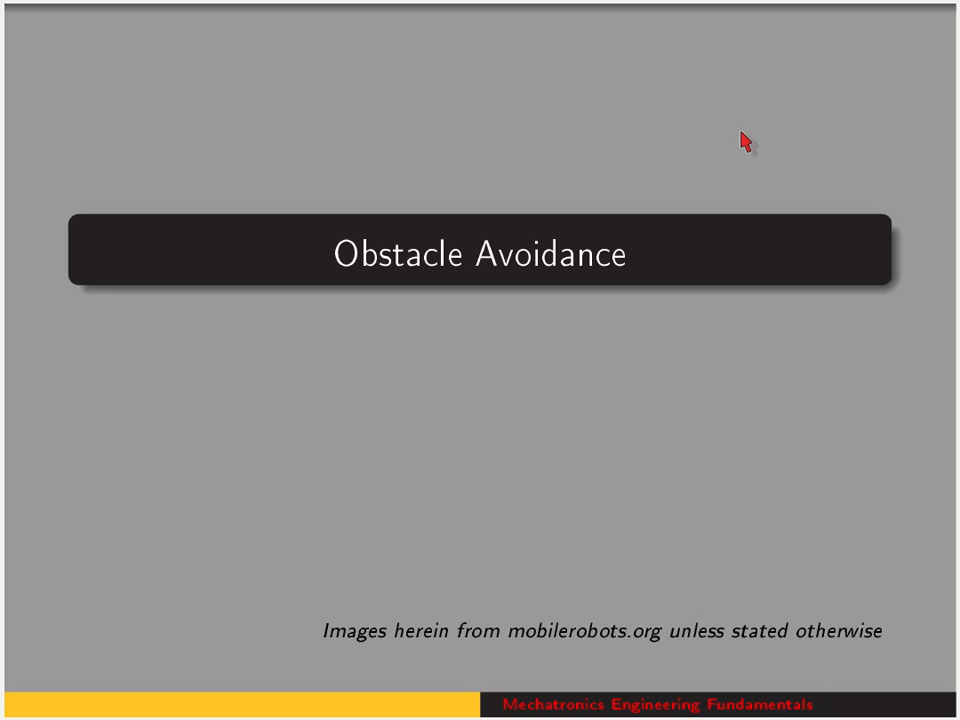 Obstacle Avoidance
Images herein from mobilerobots.org unless stated otherwise
Mechatronics Engineering Fundamentals